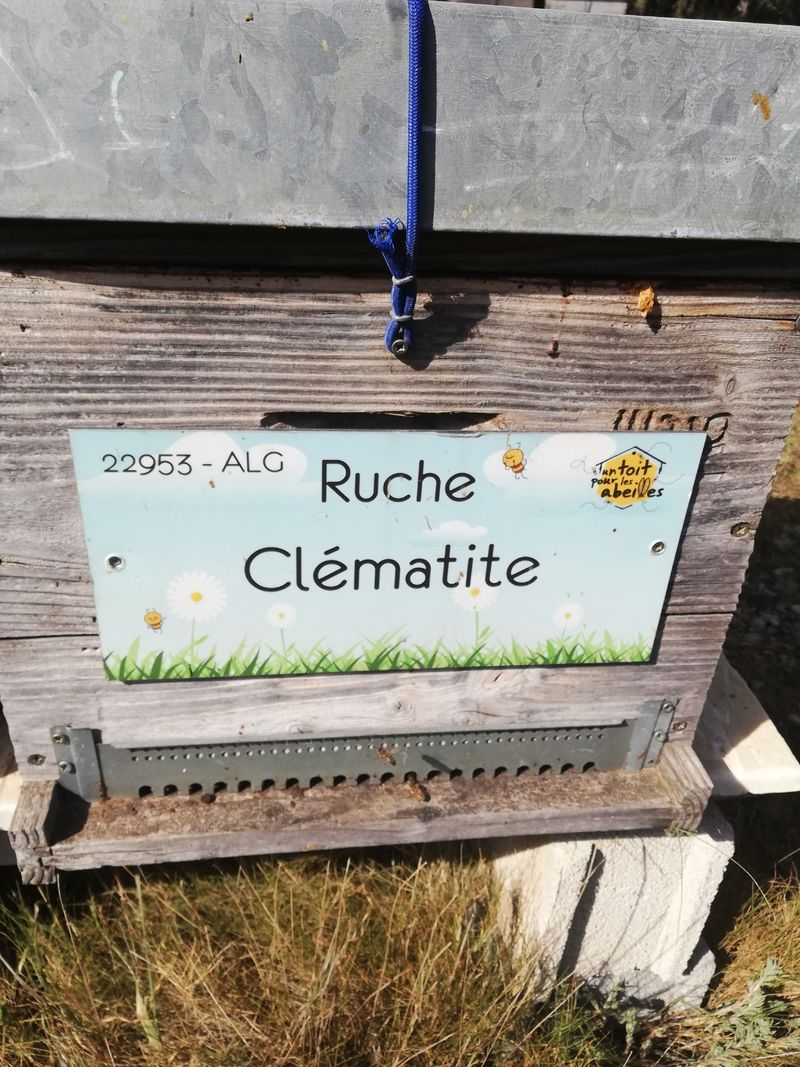 22953 - ALG
Ruche
Clématite
un toit
pour les
abeilles